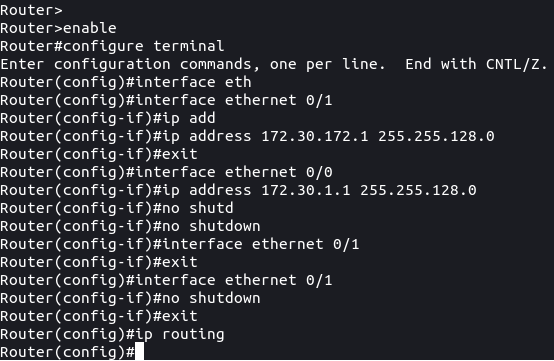 Router>
Router>enable
Router#configure terminal
Enter configuration commands, one per line.  End with CNTL/Z.
Router(config)#interface eth
Router(config)#interface ethernet 0/1
Router(config-if)#ip add
Router(config-if)#ip address 172.30.172.1 255.255.128.0
Router(config-if)#exit
Router(config)#interface ethernet 0/0
Router(config-if)#ip address 172.30.1.1 255.255.128.0
Router(config-if)#no shutd
Router(config-if)#no shutdown
Router(config-if)#interface ethernet 0/1
Router(config-if)#exit
Router(config)#interface ethernet 0/1
Router(config-if)#no shutdown
Router(config-if)#exit
Router(config)#ip routing
Router(config)#